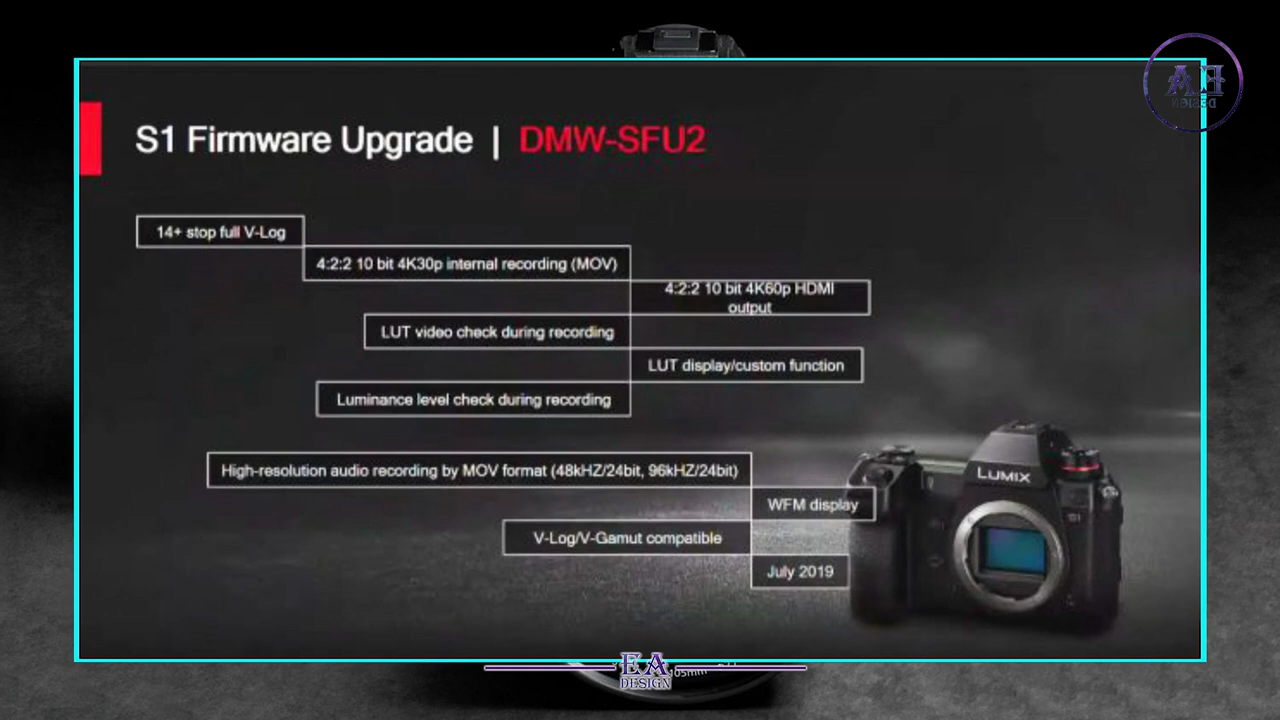 S1 Firmware Upgrade | DMW-SFU2
14+ stop full V-Log
4:2:2 10 bit 4K30p internal recording (MOV)
4:2:2 10 bit 4K60p HDMI
output
LUT video check during recording
LUT display/custom function
Luminance level check during recording
High-resolution audio recording by MOV format (48kHZ/24bit, 96kHZ/24bit)
WFM display
V-Log/V-Gamut compatible
July 2019
LUMIX
S1
EA
DESIGN
EA
DESIGN
105mm